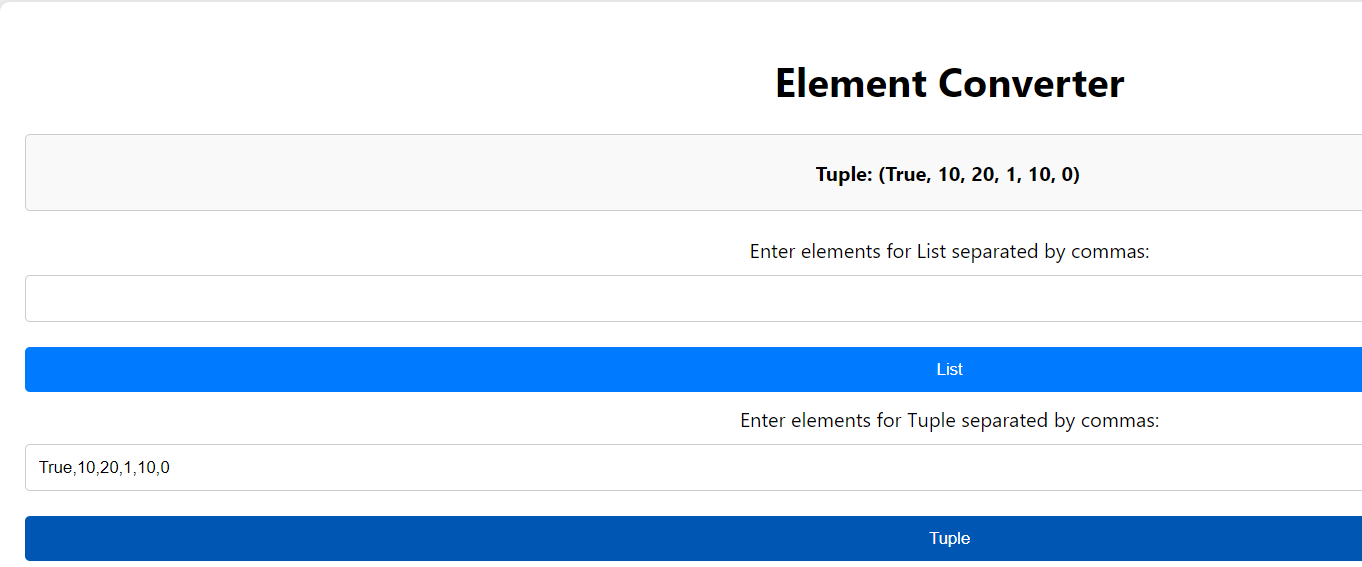 Element Converter
Tuple: (True, 10, 20, 1, 10, 0)
Enter elements for List separated by commas:
List
Enter elements for Tuple separated by commas:
True,10,20,1,10,0
Tuple